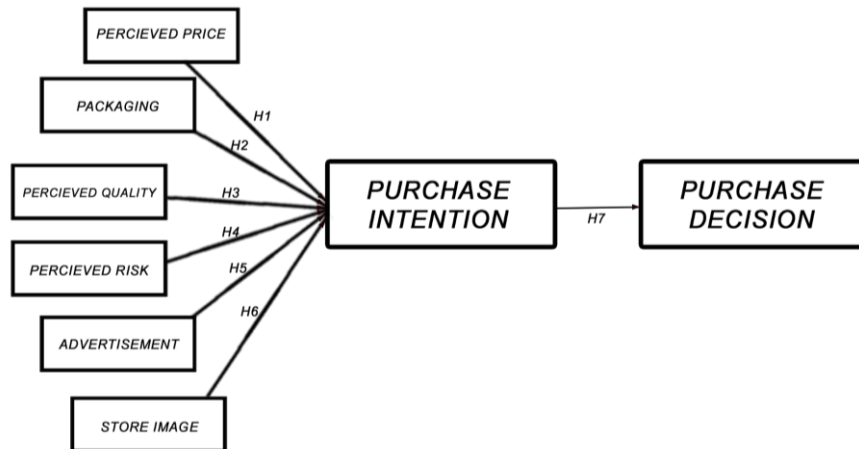 PERCIEVED PRICE
H1
PACKAGING
H2
PERCIEVED QUALITY
H3
PERCIEVED RISK
H4
ADVERTISEMENT
H5
STORE IMAGE
H6
PURCHASE
INTENTION
H7
PURCHASE
DECISION